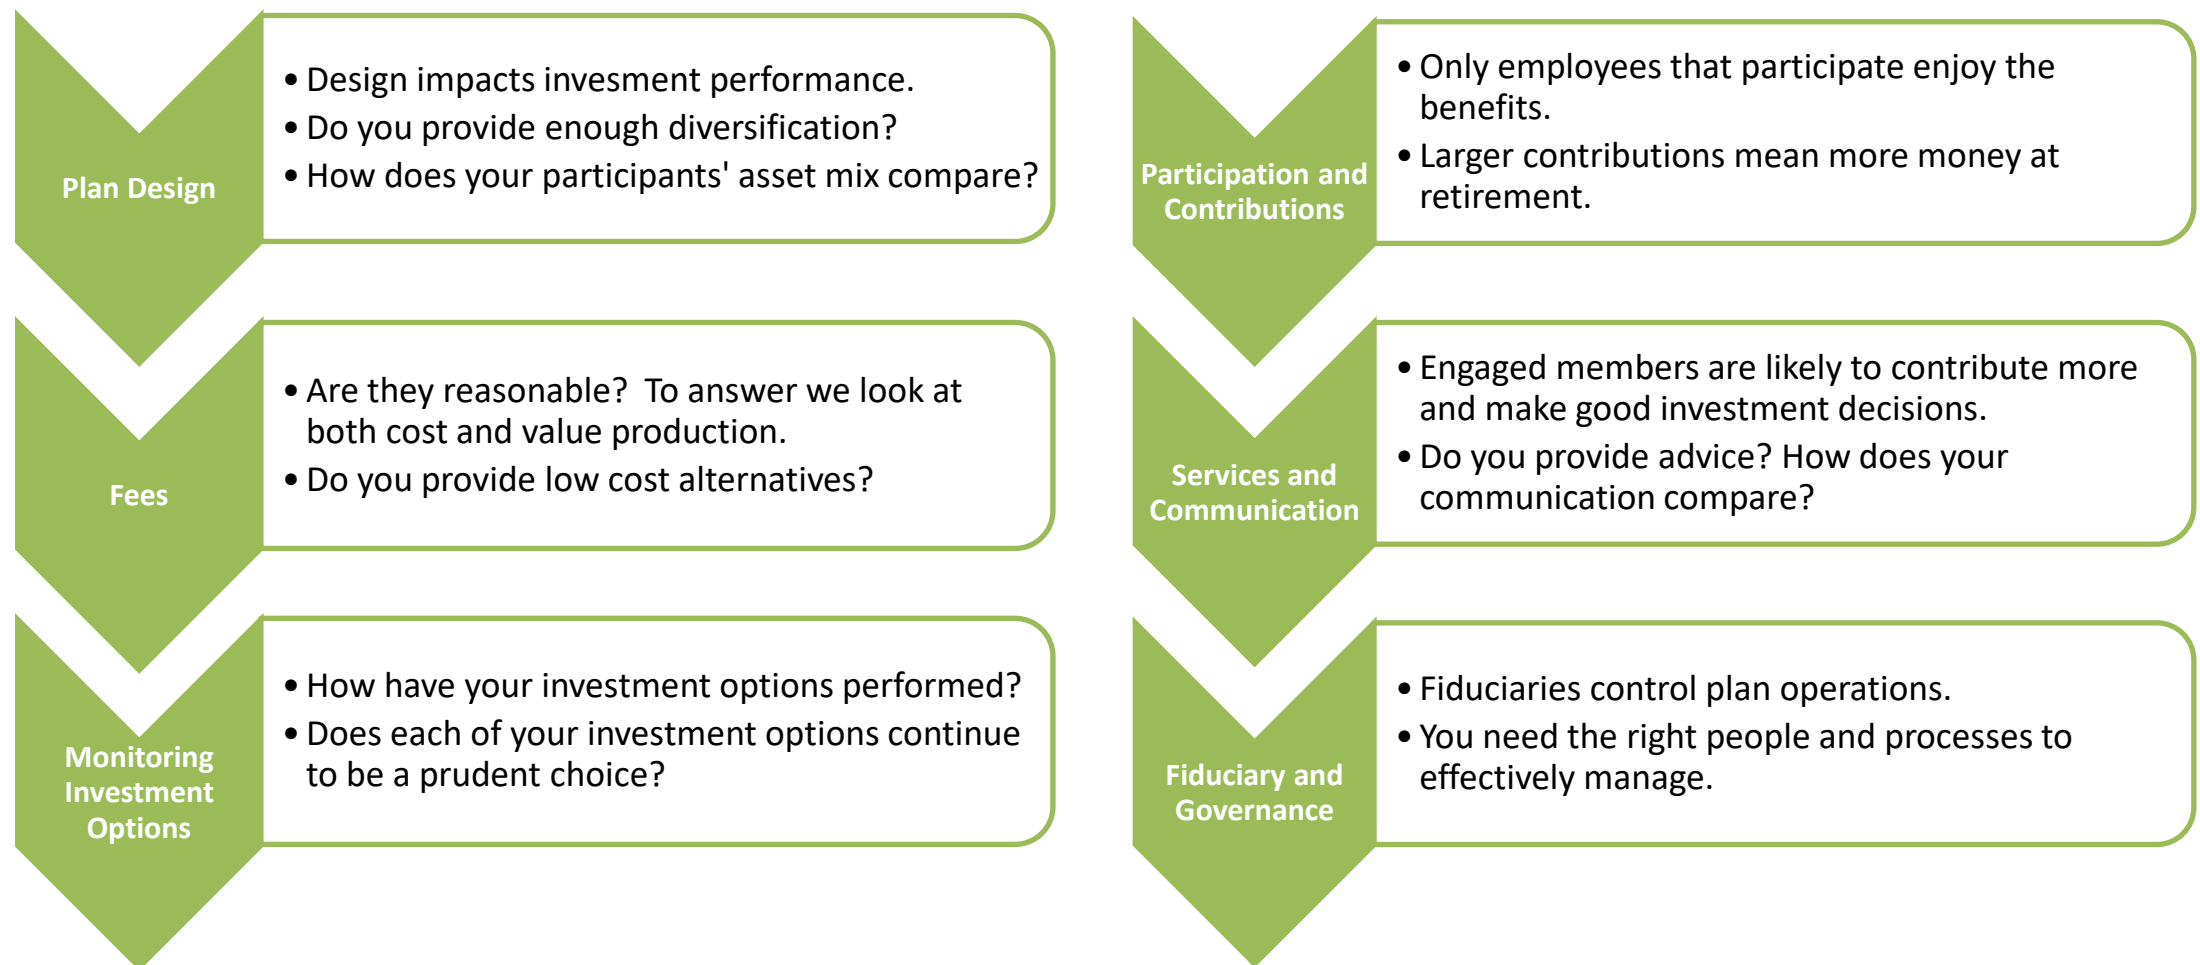 Plan Design
• Design impacts invesment performance.
• Do you provide enough diversification?
• How does your participants' asset mix compare?
Fees
• Are they reasonable?  To answer we look at
both cost and value production.
• Do you provide low cost alternatives?
Monitoring
Investment
Options
• How have your investment options performed?
• Does each of your investment options continue
to be a prudent choice?
Participation and
Contributions
• Only employees that participate enjoy the
benefits.
• Larger contributions mean more money at
retirement.
Services and
Communication
• Engaged members are likely to contribute more
and make good investment decisions.
• Do you provide advice? How does your
communication compare?
Fiduciary and
Governance
• Fiduciaries control plan operations.
• You need the right people and processes to
effectively manage.